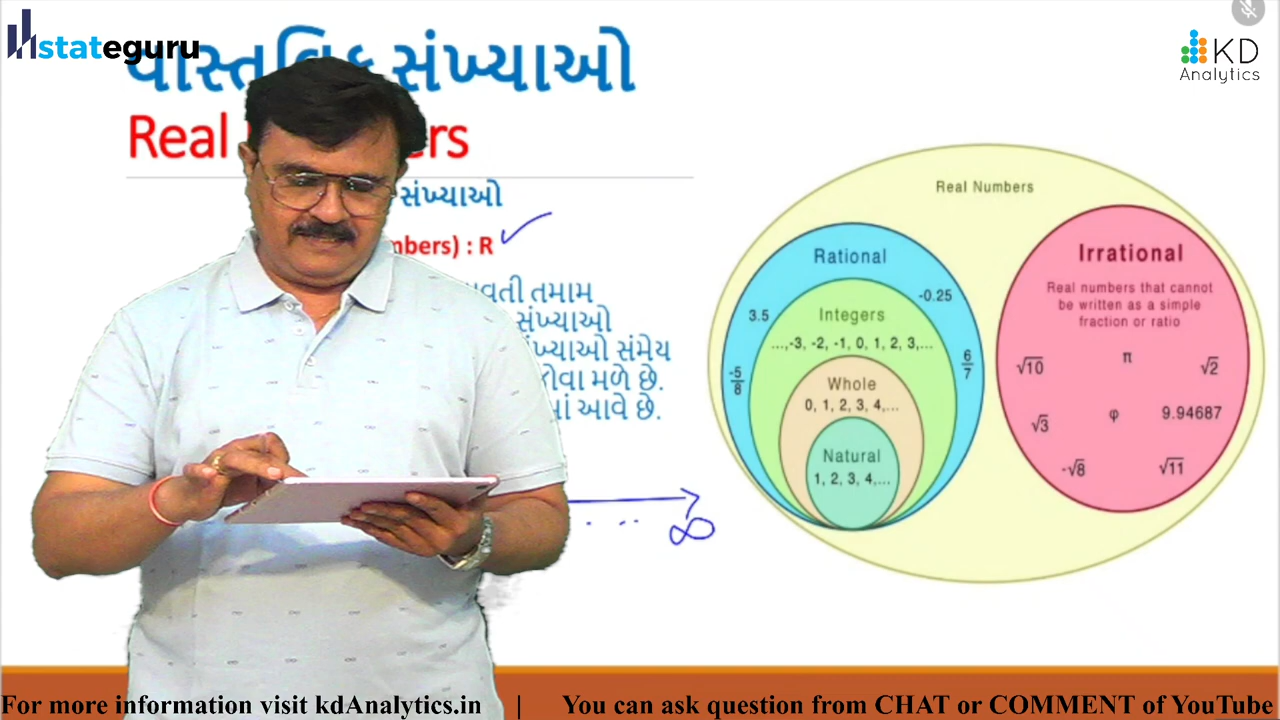 stateguru
KD
Analytics
સંખ્યાઓ
Real
સંખ્યાઓ
: R
તમામ
સંખ્યાઓ
સંમેય
મળે છે.
આવે છે.
∞
Real Numbers
Rational
-0.25
3.5
Integers
...,-3, -2, -1, 0, 1, 2, 3,...
-5/8
6/7
Whole
0, 1, 2, 3, 4,...
Natural
1, 2, 3, 4,...
Irrational
Real numbers that cannot
be written as a simple
fraction or ratio
√10 π √2
√3 φ 9.94687
-√8 √11
For more information visit kdAnalytics.in | You can ask question from CHAT or COMMENT of YouTube